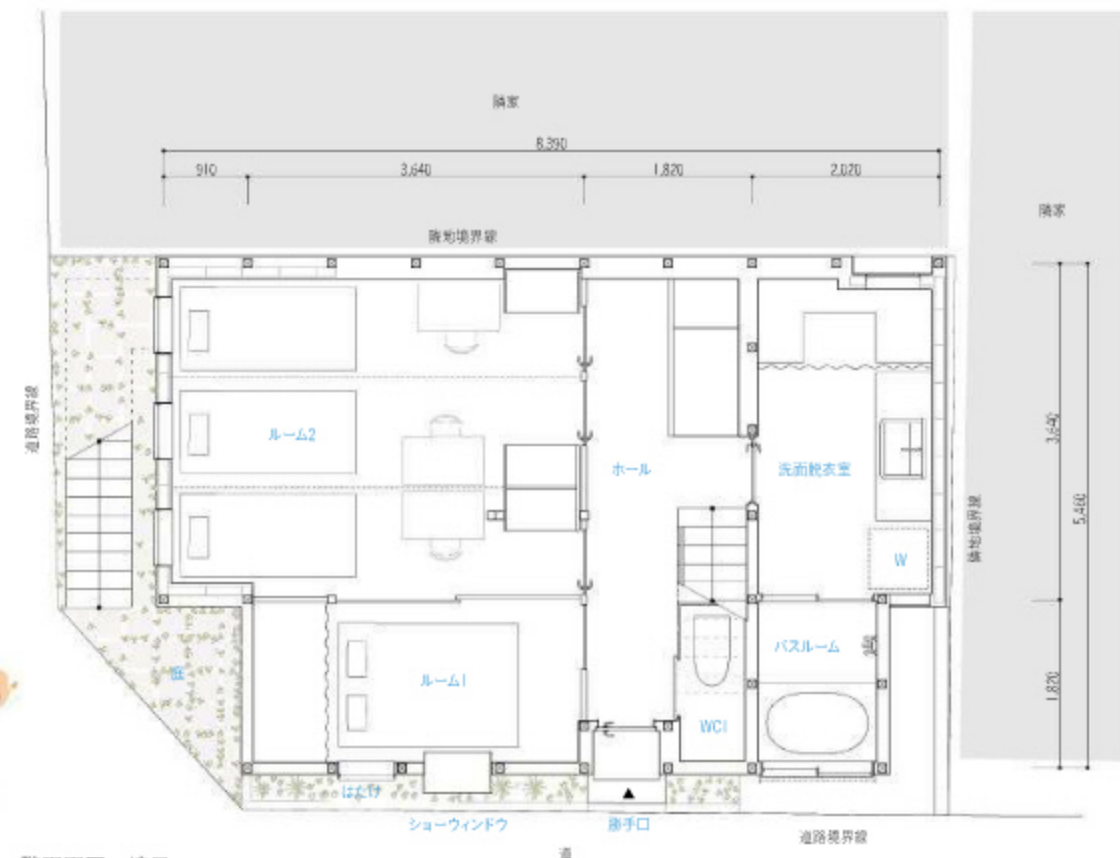 隣家
8,390
910
3,640
1,820
2,020
隣家
隣地境界線
道路境界線
ルーム2
ホール
洗面脱衣室
3,640
5,460
隣地境界線
W
バスルーム
ルーム1
庭
WC1
1,820
はたけ
ショーウィンドウ
勝手口
道路境界線
道